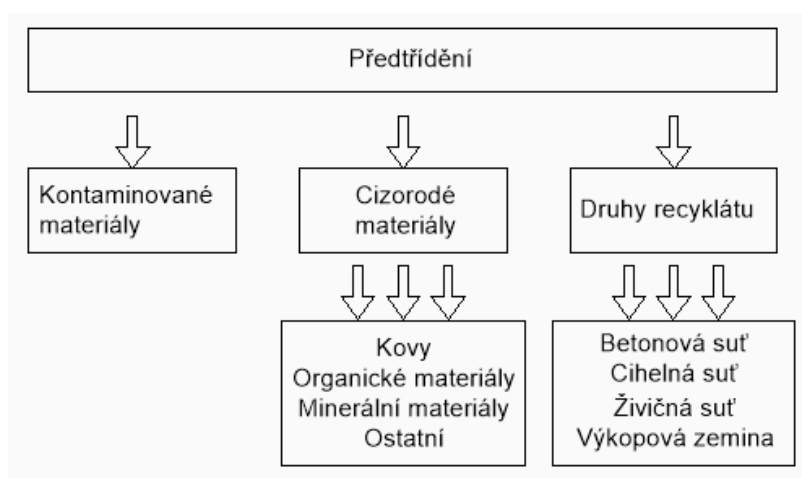 Předtřídění
Kontaminované
materiály
Cizorodé
materiály
Druhy recyklátu
Kovy
Organické materiály
Minerální materiály
Ostatní
Betonová suť
Cihelná suť
Živičná suť
Výkopová zemina